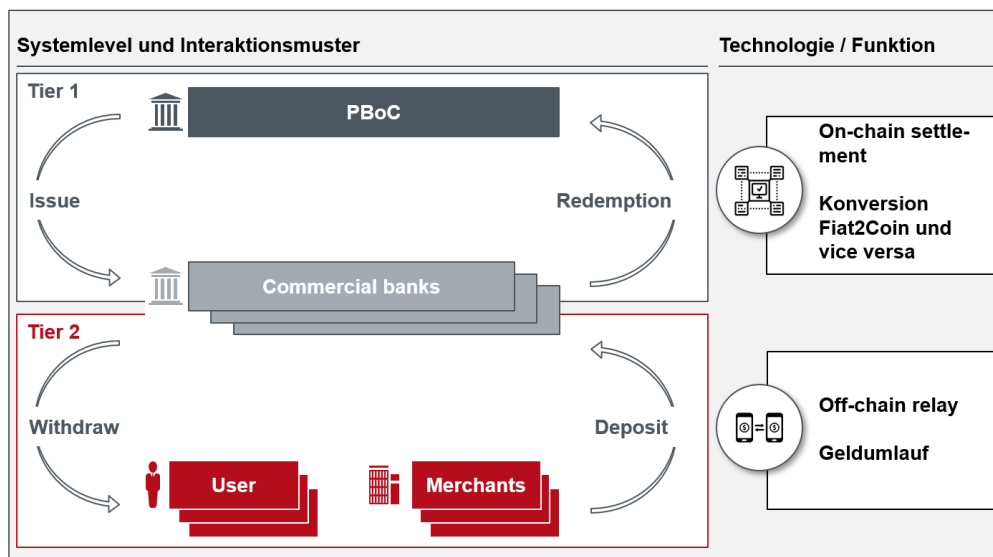 Systemlevel und Interaktionsmuster
Technologie / Funktion
Tier 1
PBoC
Issue
Redemption
Commercial banks
On-chain settle-
ment
Konversion
Fiat2Coin und
vice versa
Tier 2
Withdraw
Deposit
User
Merchants
Off-chain relay
Geldumlauf